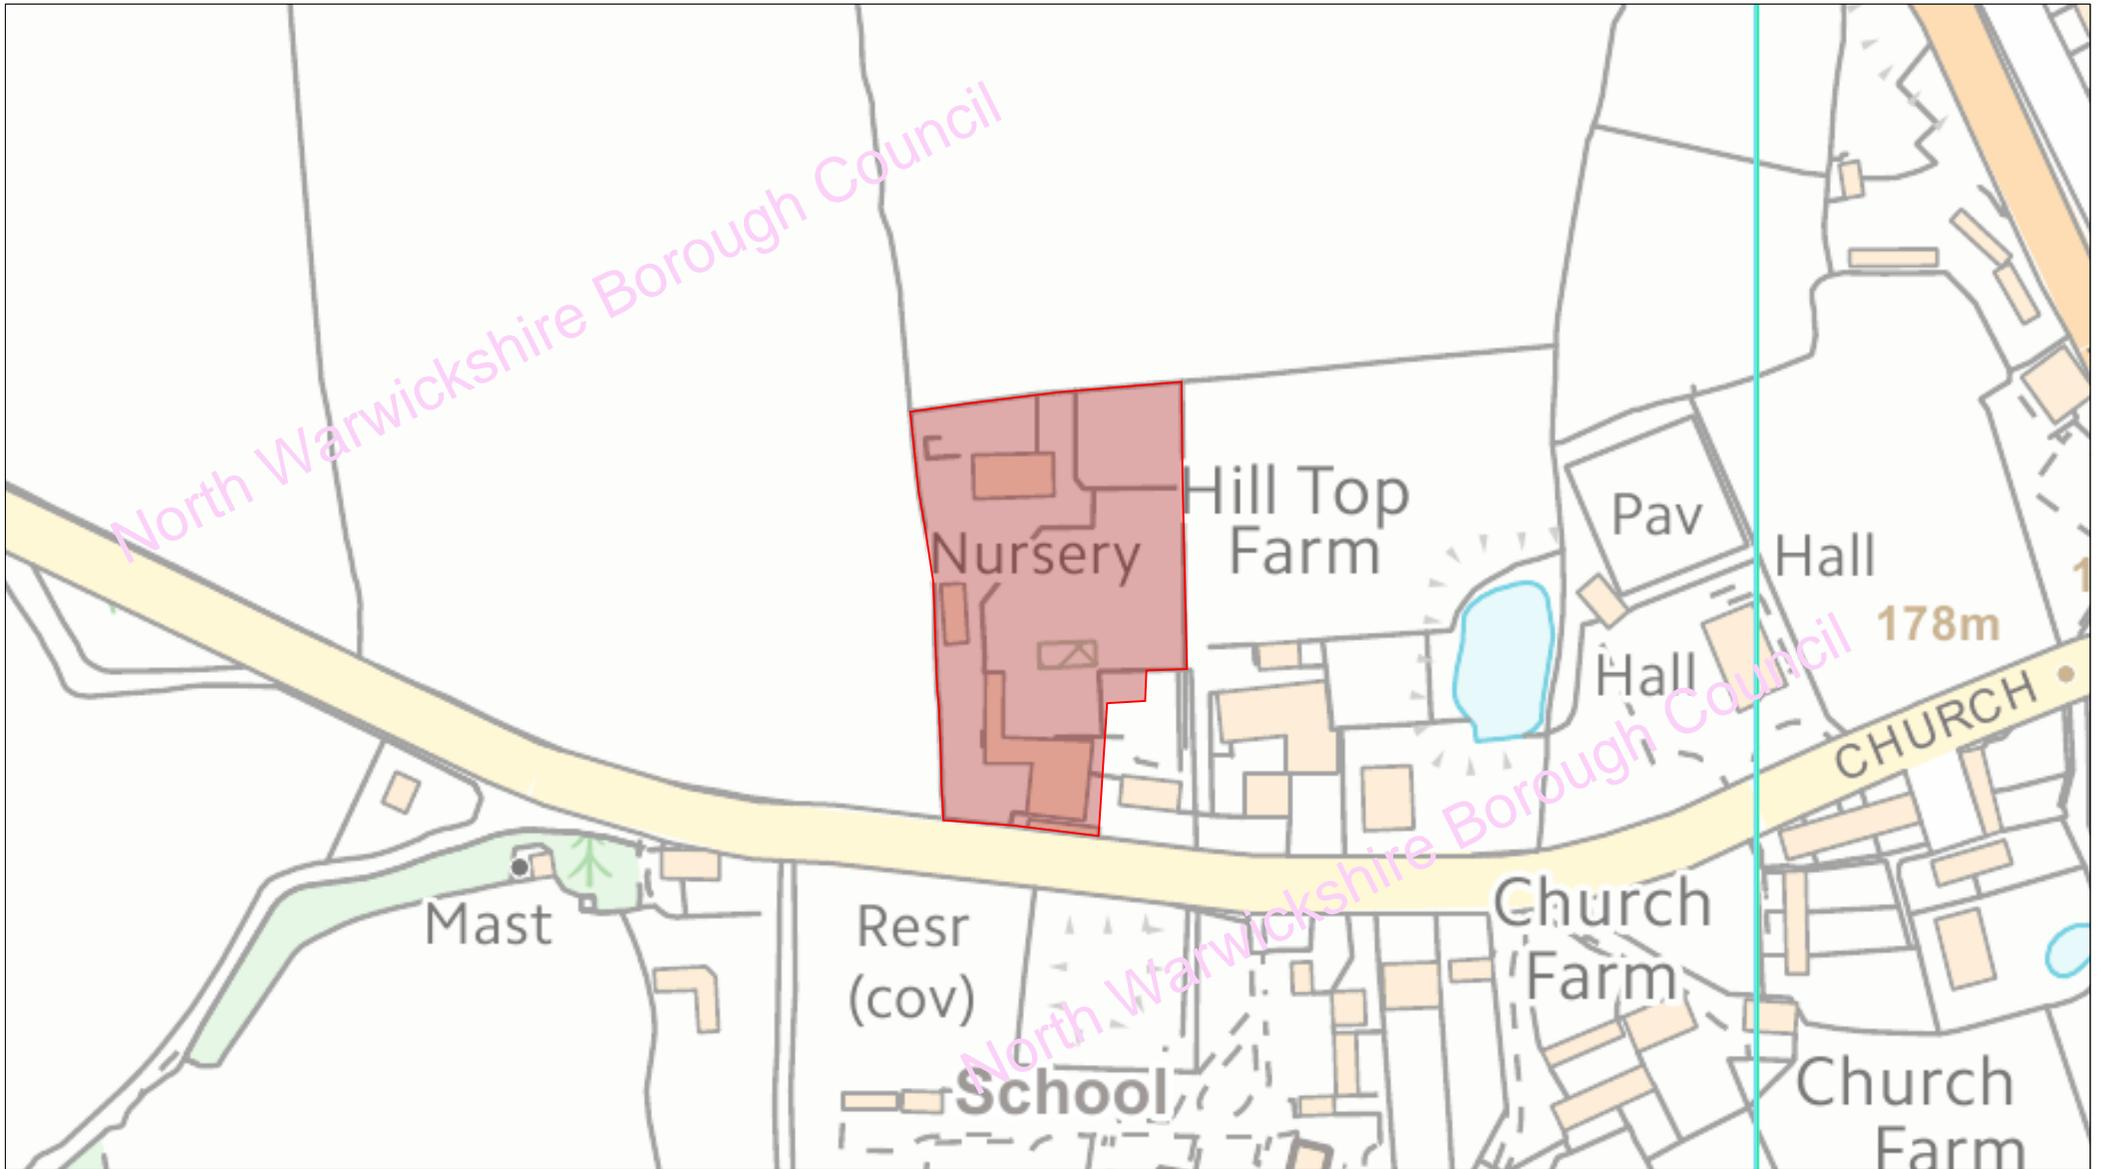 North Warwickshire Borough Council
Hill Top
Farm
Nursery
Pav
Hall
178m
Hall
CHURCH
North Warwickshire Borough Council
Mast
Resr
(cov)
Church
Farm
School
Church
Farm